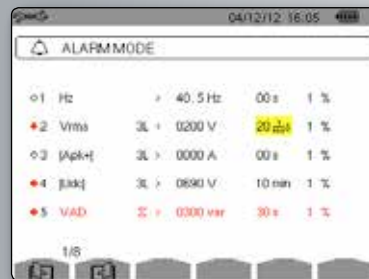 04/12/12 16:05
ALARM MODE
1 Hz > 40.5 Hz 00 s 1 %
2 Vrms 3L > 0200 V 20 s 1 %
3 |Apk+| 3L > 0000 A 00 s 1 %
4 |Udc| 3L > 0690 V 10 min 1 %
5 VAD Σ > 0300 var 30 s 1 %
1/8